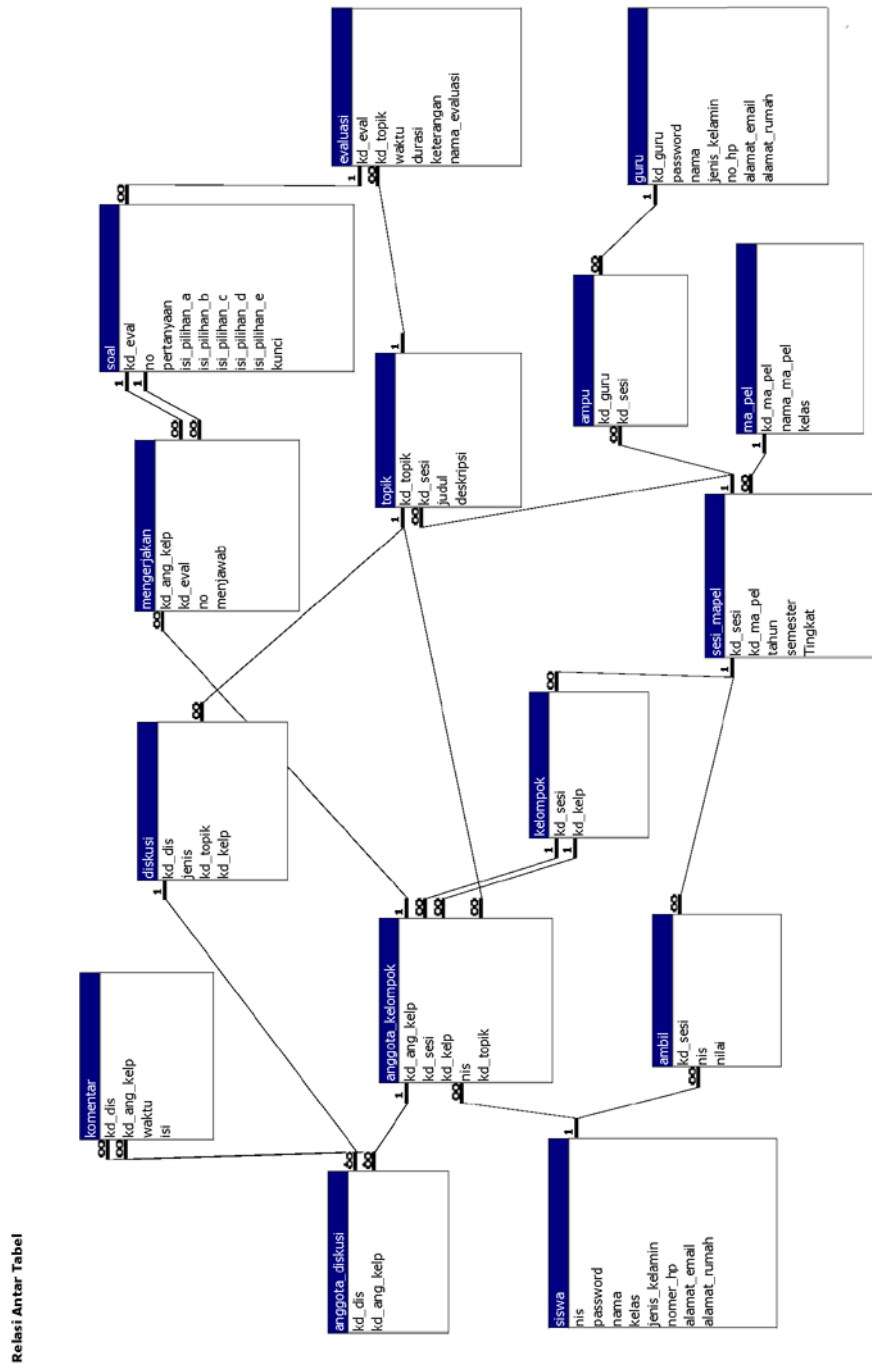 Relasi Antar Tabel
komentar
kd_dis
kd_ang_kelp
waktu
isi
diskusi
kd_dis
jenis
kd_topik
kd_kelp
mengerjakan
kd_ang_kelp
kd_eval
no
menjawab
soal
kd_eval
no
pertanyaan
isi_pilihan_a
isi_pilihan_b
isi_pilihan_c
isi_pilihan_d
isi_pilihan_e
kunci
anggota_diskusi
kd_dis
kd_ang_kelp
anggota_kelompok
kd_ang_kelp
kd_sesi
kd_kelp
nis
kd_topik
topik
kd_topik
kd_sesi
judul
deskripsi
evaluasi
kd_eval
kd_topik
waktu
durasi
keterangan
nama_evaluasi
siswa
nis
password
nama
kelas
jenis_kelamin
nomer_hp
alamat_email
alamat_rumah
kelompok
kd_sesi
kd_kelp
ampu
kd_guru
kd_sesi
guru
kd_guru
password
nama
jenis_kelamin
no_hp
alamat_email
alamat_rumah
ambil
kd_sesi
nis
nilai
sesi_mapel
kd_sesi
kd_ma_pel
tahun
semester
Tingkat
ma_pel
kd_ma_pel
nama_ma_pel
kelas